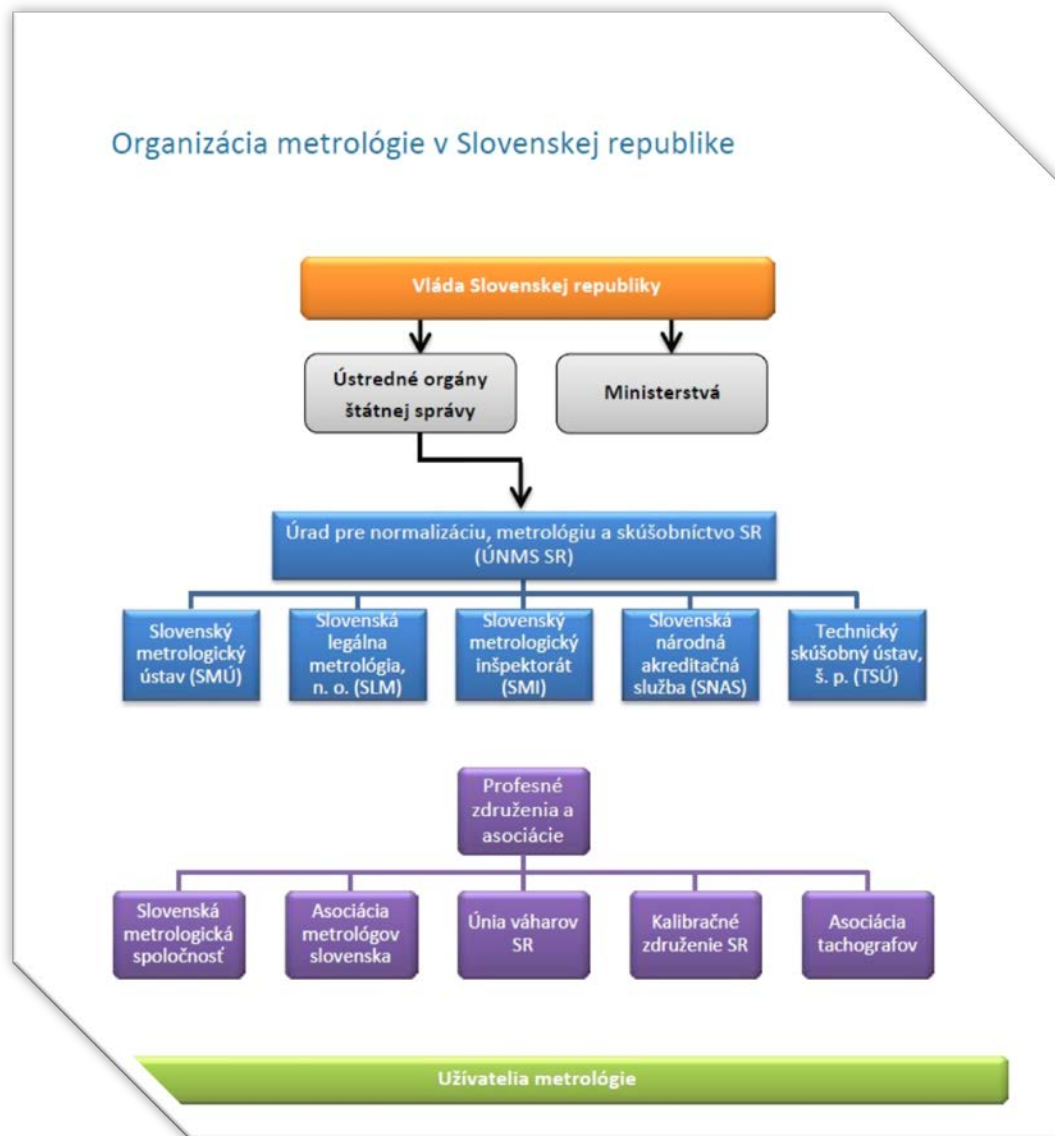 Organizácia metrológie v Slovenskej republike
Vláda Slovenskej republiky
Ústredné orgány
štátnej správy
Ministerstvá
Úrad pre normalizáciu, metrológiu a skúšobníctvo SR
(ÚNMS SR)
Slovenský
metrologický
ústav (SMÚ)
Slovenská
legálna
metrológia,
n. o. (SLM)
Slovenský
metrologický
inšpektorát
(SMI)
Slovenská
národná
akreditačná
služba (SNAS)
Technický
skúšobný ústav,
š. p. (TSÚ)
Profesné
združenia a
asociácie
Slovenská
metrologická
spoločnosť
Asociácia
metrológov
slovenska
Únia váharov
SR
Kalibračné
združenie SR
Asociácia
tachografov
Užívatelia metrológie